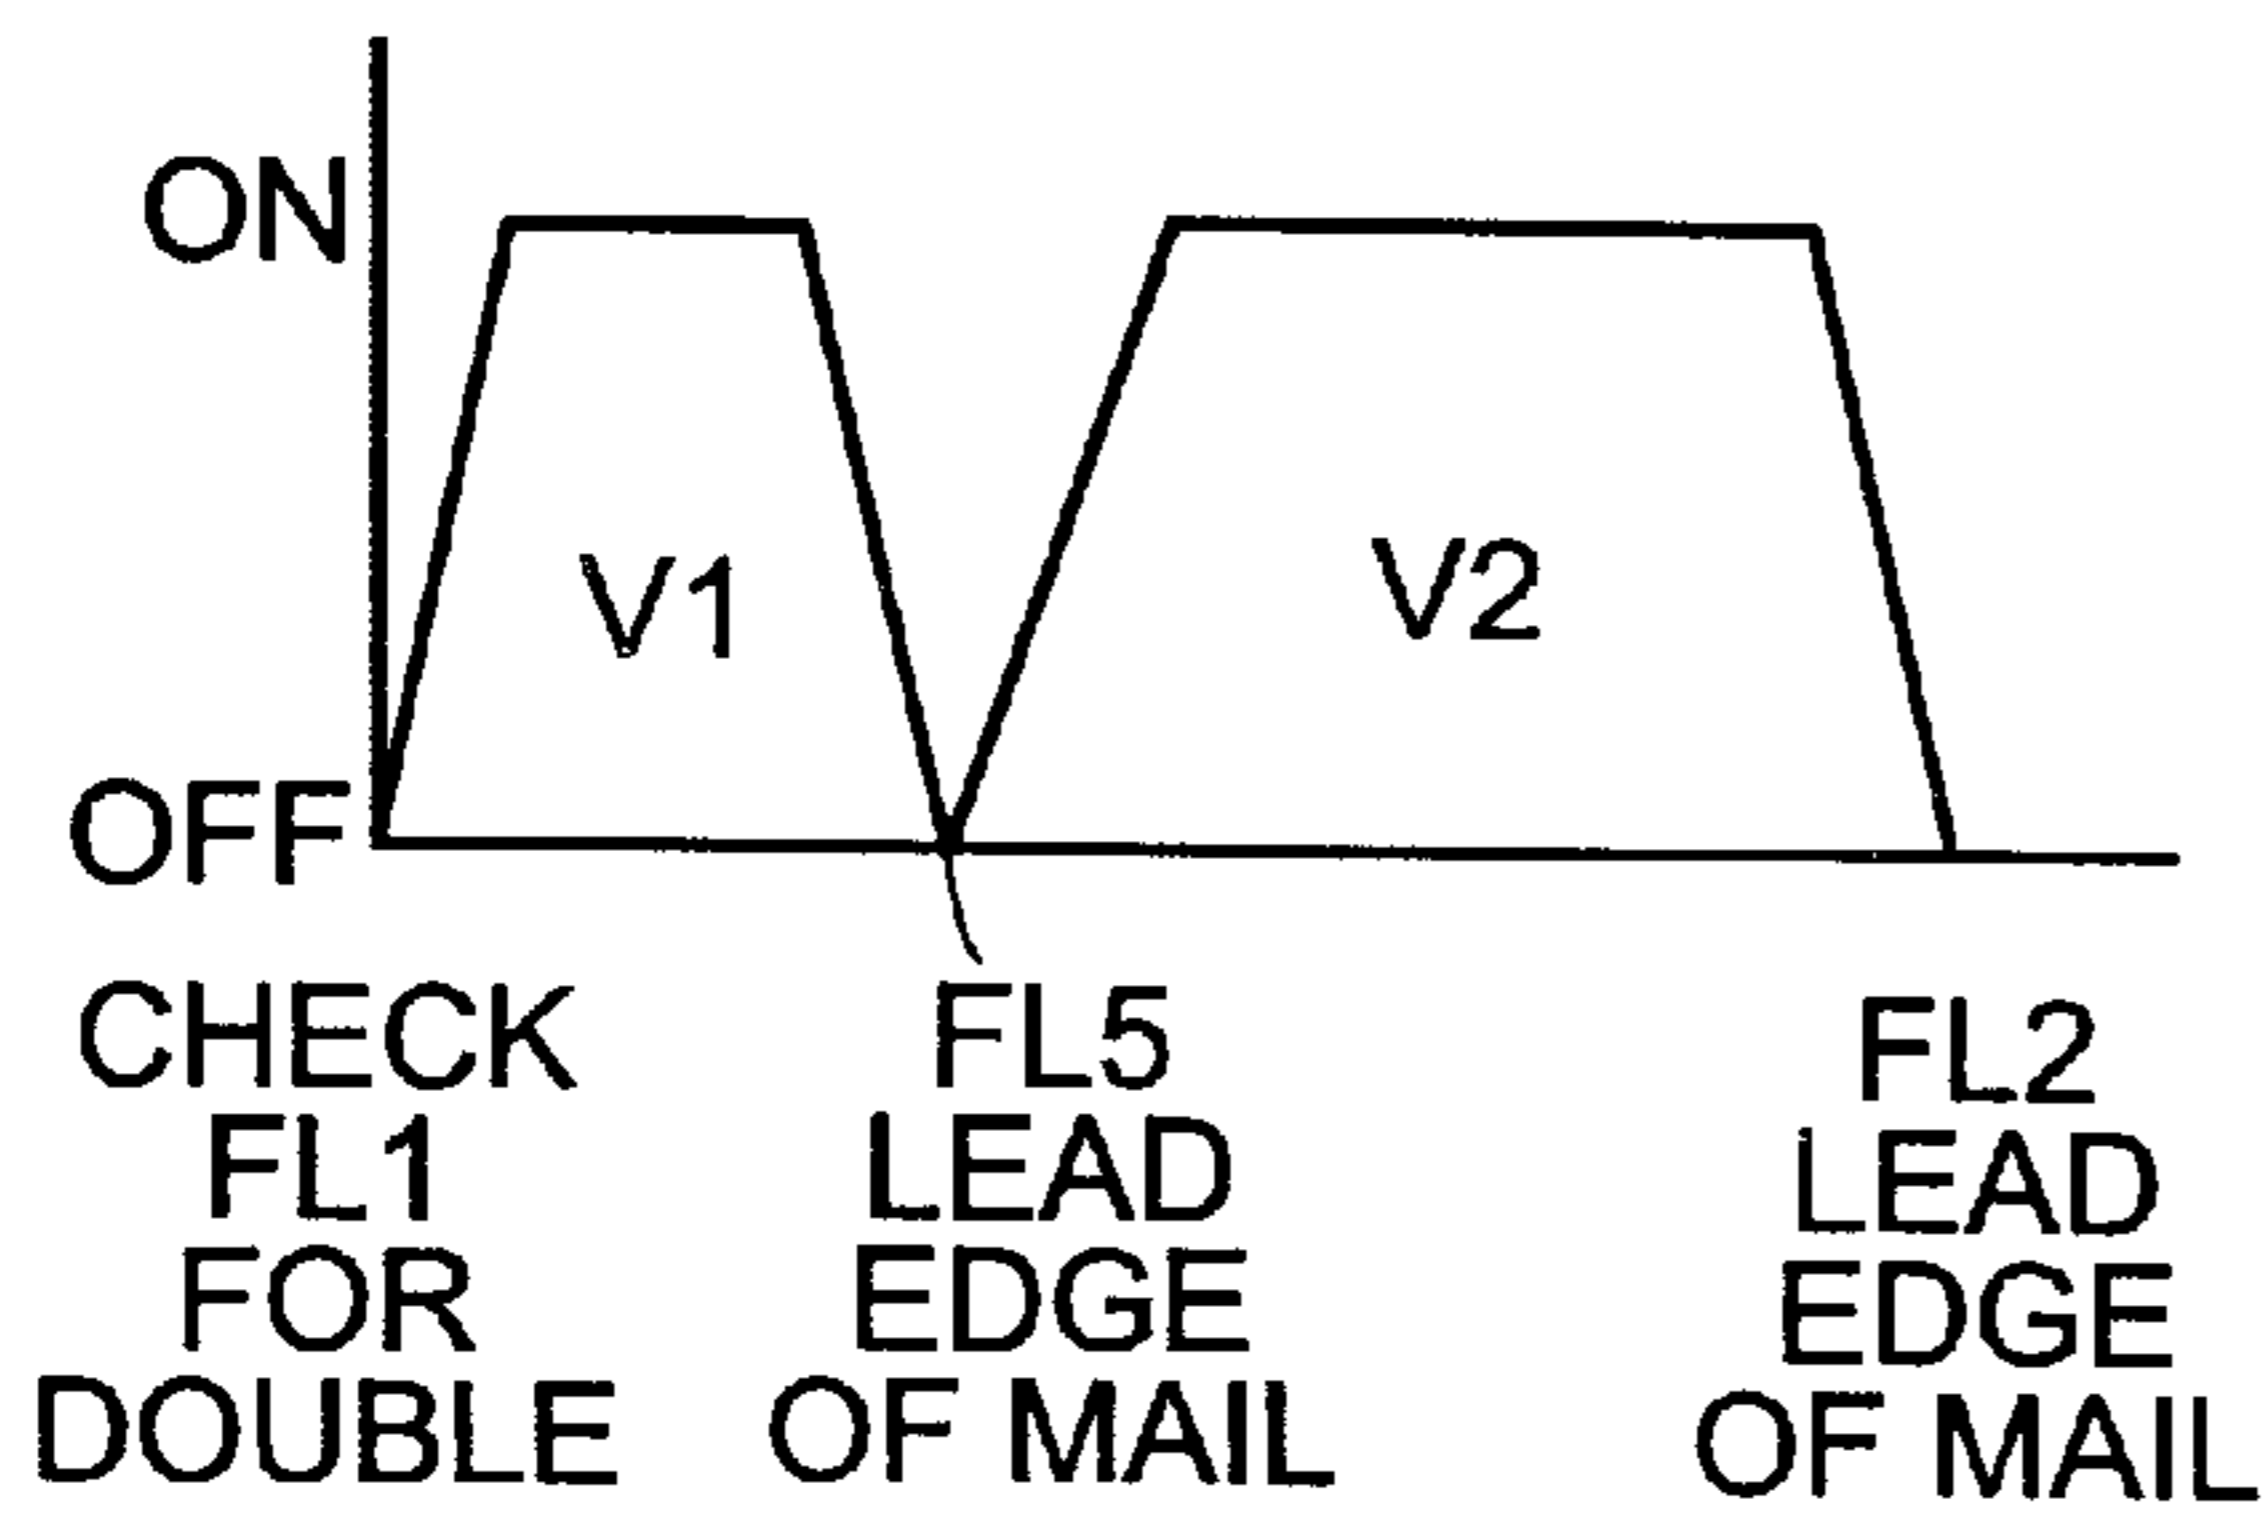 ON
V1
V2
OFF
CHECK
FL1
FOR
DOUBLE
FL5
LEAD
EDGE
OF MAIL
FL2
LEAD
EDGE
OF MAIL